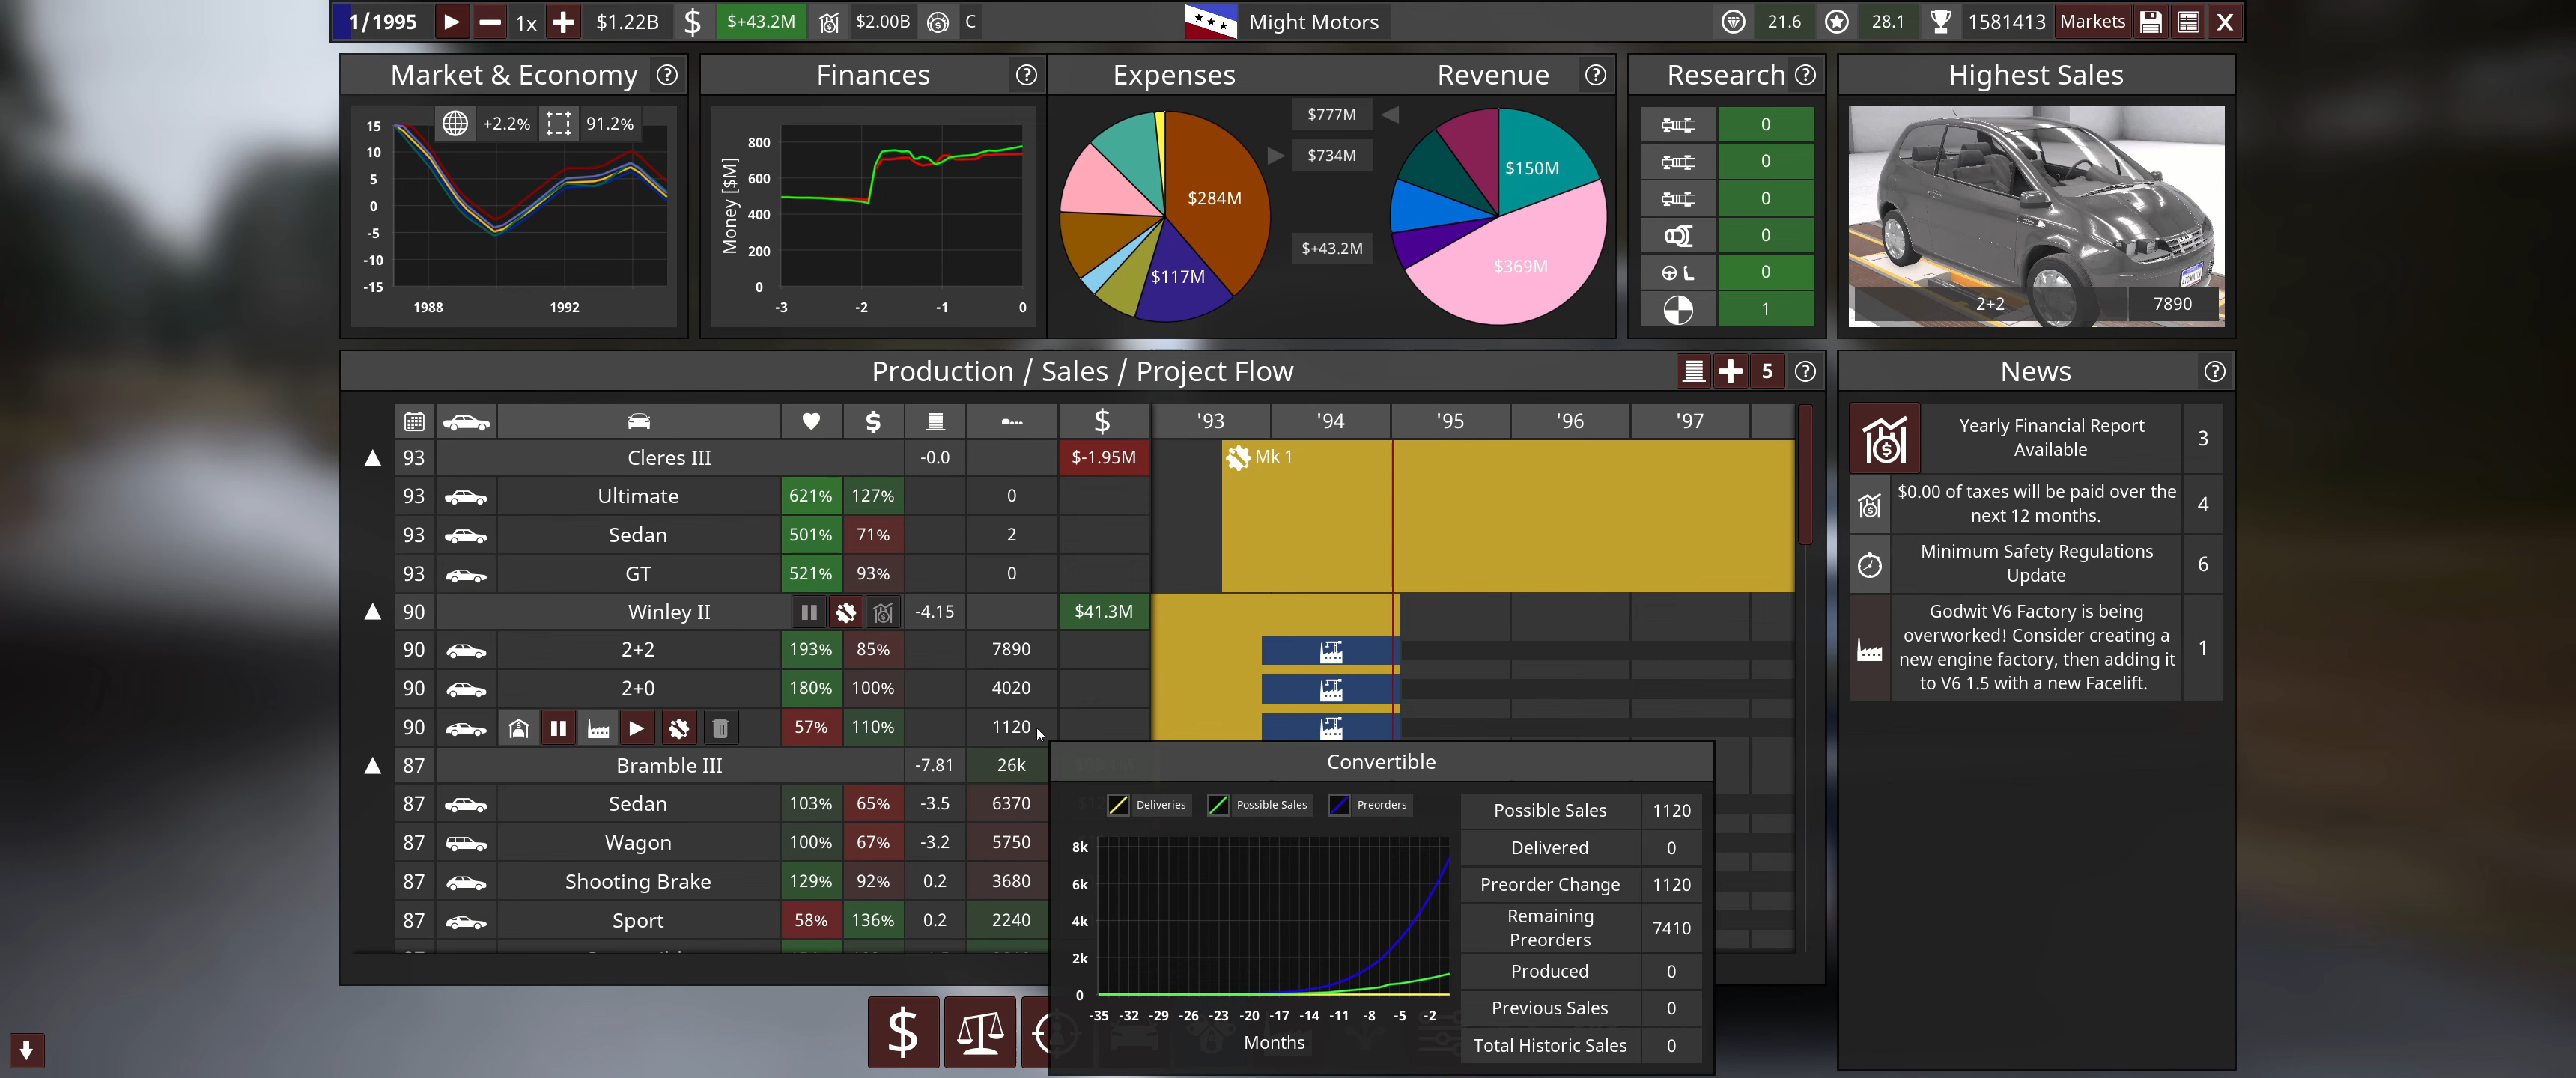 1/1995 1x $1.22B $ $+43.2M $2.00B C Might Motors 21.6 28.1 1581413 Markets X
Market & Economy ?
+2.2% 91.2%
15
10
5
0
-5
-10
-15
1988 1992
Finances ?
Money [$M]
800
600
400
200
0
-3 -2 -1 0
Expenses
Revenue ?
$284M
$117M
$777M
$734M
$+43.2M
$150M
$369M
Research ?
0
0
0
0
0
1
Highest Sales
2+2 7890
Production / Sales / Project Flow 5 ?
$ $ '93 '94 '95 '96 '97
93 Cleres III -0.0 $-1.95M Mk 1
93 Ultimate 621% 127% 0
93 Sedan 501% 71% 2
93 GT 521% 93% 0
90 Winley II -4.15 $41.3M
90 2+2 193% 85% 7890
90 2+0 180% 100% 4020
90 57% 110% 1120
87 Bramble III -7.81 26k
87 Sedan 103% 65% -3.5 6370
87 Wagon 100% 67% -3.2 5750
87 Shooting Brake 129% 92% 0.2 3680
87 Sport 58% 136% 0.2 2240
Convertible
Deliveries Possible Sales Preorders
8k
6k
4k
2k
0
-35 -32 -29 -26 -23 -20 -17 -14 -11 -8 -5 -2
Months
Possible Sales 1120
Delivered 0
Preorder Change 1120
Remaining
Preorders 7410
Produced 0
Previous Sales 0
Total Historic Sales 0
$
News ?
Yearly Financial Report
Available 3
$0.00 of taxes will be paid over the
next 12 months. 4
Minimum Safety Regulations
Update 6
Godwit V6 Factory is being
overworked! Consider creating a
new engine factory, then adding it
to V6 1.5 with a new Facelift. 1